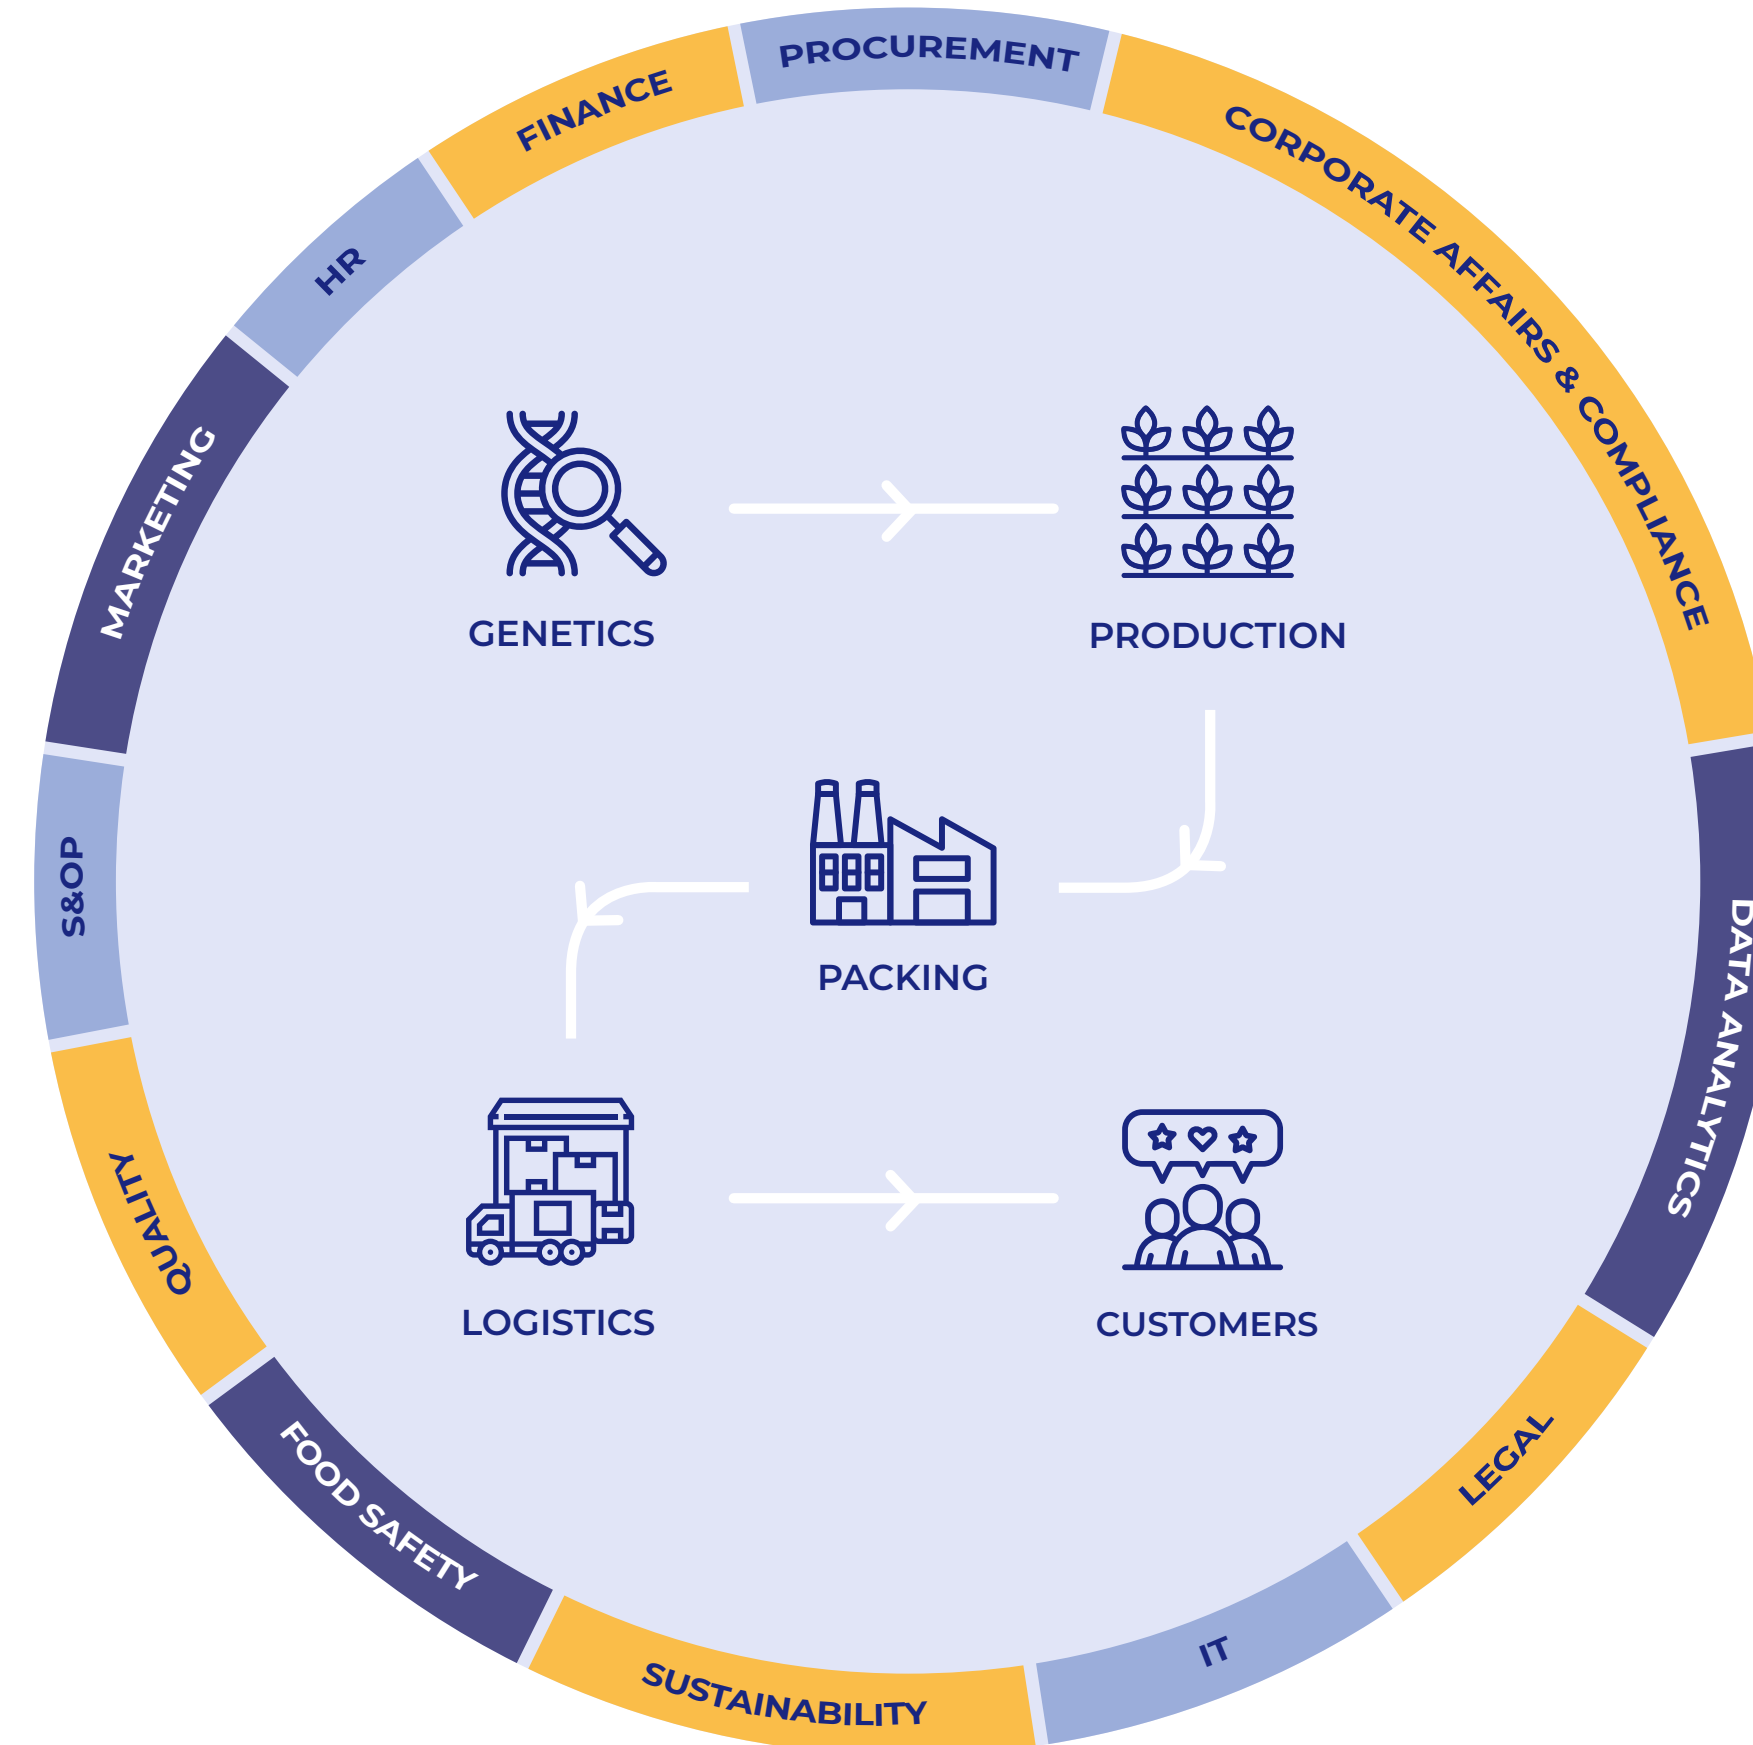 PROCUREMENT
CORPORATE AFFAIRS & COMPLIANCE
DATA ANALYTICS
LEGAL
IT
SUSTAINABILITY
FOOD SAFETY
QUALITY
S&OP
MARKETING
HR
FINANCE
GENETICS
PRODUCTION
PACKING
LOGISTICS
CUSTOMERS